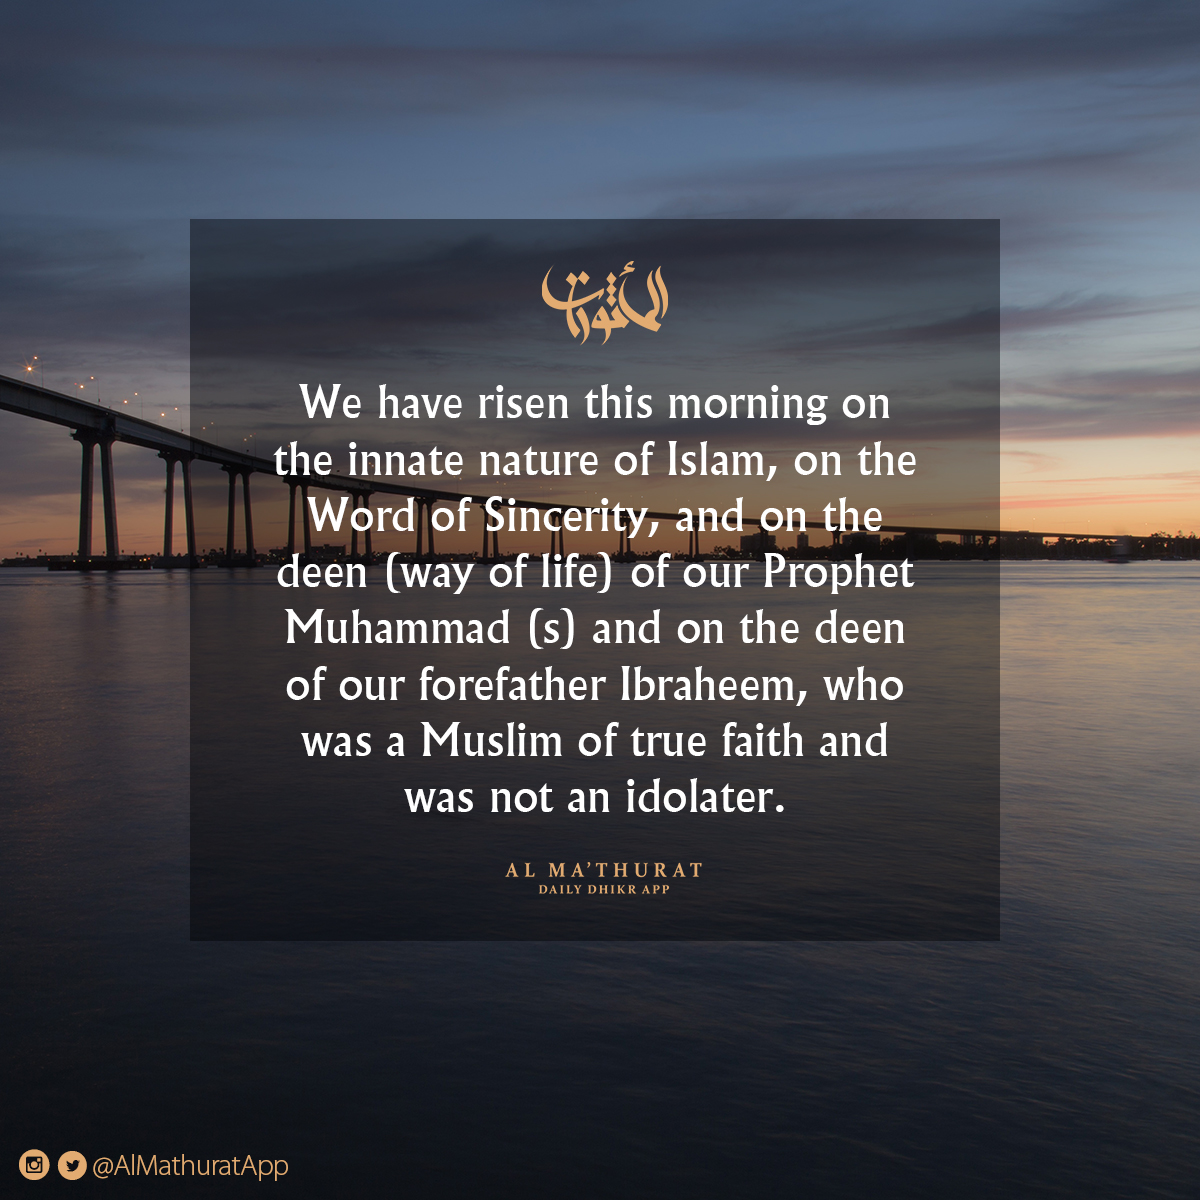 المأثورات
We have risen this morning on
the innate nature of Islam, on the
Word of Sincerity, and on the
deen (way of life) of our Prophet
Muhammad (s) and on the deen
of our forefather Ibraheem, who
was a Muslim of true faith and
was not an idolater.
AL MA'THURAT
DAILY DHIKR APP
@AlMathuratApp